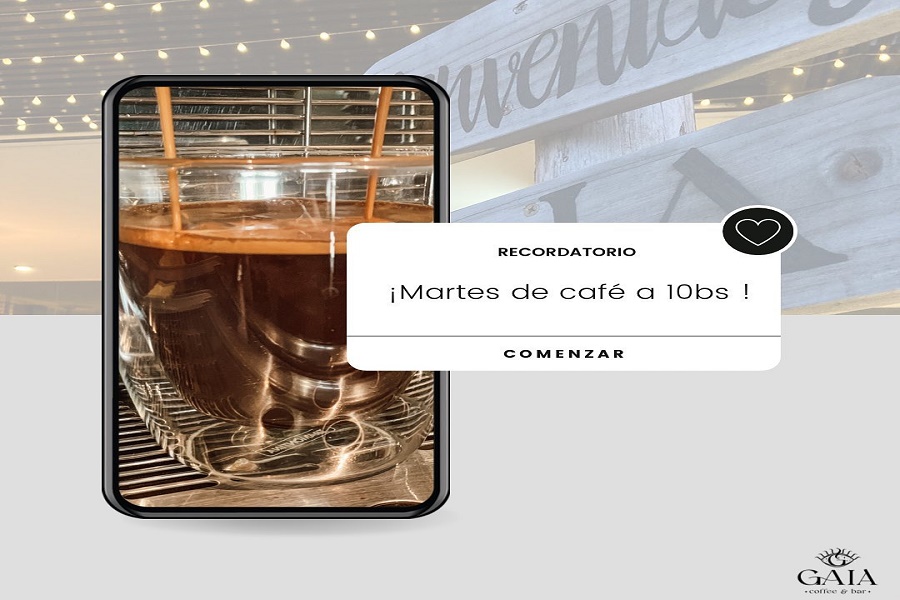 RECORDATORIO
¡Martes de café a 10bs !
COMENZAR
GAIA
•coffee & bar•